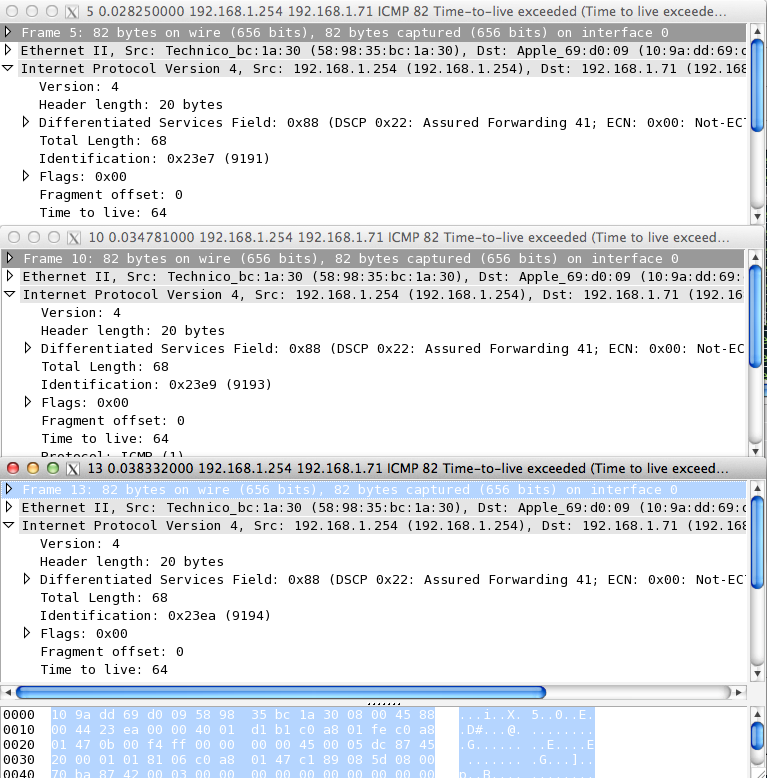 5 0.028250000 192.168.1.254 192.168.1.71 ICMP 82 Time-to-live exceeded (Time to live exceede...
Frame 5: 82 bytes on wire (656 bits), 82 bytes captured (656 bits) on interface 0
Ethernet II, Src: Technico_bc:1a:30 (58:98:35:bc:1a:30), Dst: Apple_69:d0:09 (10:9a:dd:69:c
Internet Protocol Version 4, Src: 192.168.1.254 (192.168.1.254), Dst: 192.168.1.71 (192.168
Version: 4
Header length: 20 bytes
Differentiated Services Field: 0x88 (DSCP 0x22: Assured Forwarding 41; ECN: 0x00: Not-ECT
Total Length: 68
Identification: 0x23e7 (9191)
Flags: 0x00
Fragment offset: 0
Time to live: 64
10 0.034781000 192.168.1.254 192.168.1.71 ICMP 82 Time-to-live exceeded (Time to live exceed...
Frame 10: 82 bytes on wire (656 bits), 82 bytes captured (656 bits) on interface 0
Ethernet II, Src: Technico_bc:1a:30 (58:98:35:bc:1a:30), Dst: Apple_69:d0:09 (10:9a:dd:69:
Internet Protocol Version 4, Src: 192.168.1.254 (192.168.1.254), Dst: 192.168.1.71 (192.16
Version: 4
Header length: 20 bytes
Differentiated Services Field: 0x88 (DSCP 0x22: Assured Forwarding 41; ECN: 0x00: Not-EC
Total Length: 68
Identification: 0x23e9 (9193)
Flags: 0x00
Fragment offset: 0
Time to live: 64
Protocol: ICMP (1)
13 0.038332000 192.168.1.254 192.168.1.71 ICMP 82 Time-to-live exceeded (Time to live exceed...
Frame 13: 82 bytes on wire (656 bits), 82 bytes captured (656 bits) on interface 0
Ethernet II, Src: Technico_bc:1a:30 (58:98:35:bc:1a:30), Dst: Apple_69:d0:09 (10:9a:dd:69:c
Internet Protocol Version 4, Src: 192.168.1.254 (192.168.1.254), Dst: 192.168.1.71 (192.168
Version: 4
Header length: 20 bytes
Differentiated Services Field: 0x88 (DSCP 0x22: Assured Forwarding 41; ECN: 0x00: Not-ECT
Total Length: 68
Identification: 0x23ea (9194)
Flags: 0x00
Fragment offset: 0
Time to live: 64
0000 10 9a dd 69 d0 09 58 98 35 bc 1a 30 08 00 45 88 ...i..X. 5..0..E.
0010 00 44 23 ea 00 00 40 01 d1 b1 c0 a8 01 fe c0 a8 .D#...@. ........
0020 01 47 0b 00 f4 ff 00 00 00 00 45 00 05 dc 87 45 .G...... ..E....E
0030 20 00 01 01 81 06 c0 a8 01 47 c1 89 08 5d 08 00 ....... .G...]..
0040 70 ba 87 42 00 03 00 00 00 00 00 00 00 00 00 00 p..B.... ........